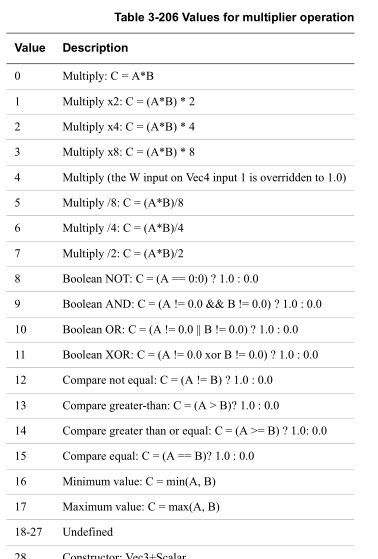 Table 3-206 Values for multiplier operation
Value Description
0 Multiply: C = A*B
1 Multiply x2: C = (A*B) * 2
2 Multiply x4: C = (A*B) * 4
3 Multiply x8: C = (A*B) * 8
4 Multiply (the W input on Vec4 input 1 is overridden to 1.0)
5 Multiply /8: C = (A*B)/8
6 Multiply /4: C = (A*B)/4
7 Multiply /2: C = (A*B)/2
8 Boolean NOT: C = (A == 0:0) ? 1.0 : 0.0
9 Boolean AND: C = (A != 0.0 && B != 0.0) ? 1.0 : 0.0
10 Boolean OR: C = (A != 0.0 || B != 0.0) ? 1.0 : 0.0
11 Boolean XOR: C = (A != 0.0 xor B != 0.0) ? 1.0 : 0.0
12 Compare not equal: C = (A != B) ? 1.0 : 0.0
13 Compare greater-than: C = (A > B)? 1.0 : 0.0
14 Compare greater than or equal: C = (A >= B) ? 1.0: 0.0
15 Compare equal: C = (A == B)? 1.0 : 0.0
16 Minimum value: C = min(A, B)
17 Maximum value: C = max(A, B)
18-27 Undefined
28 Constructor: Vec3+Scalar